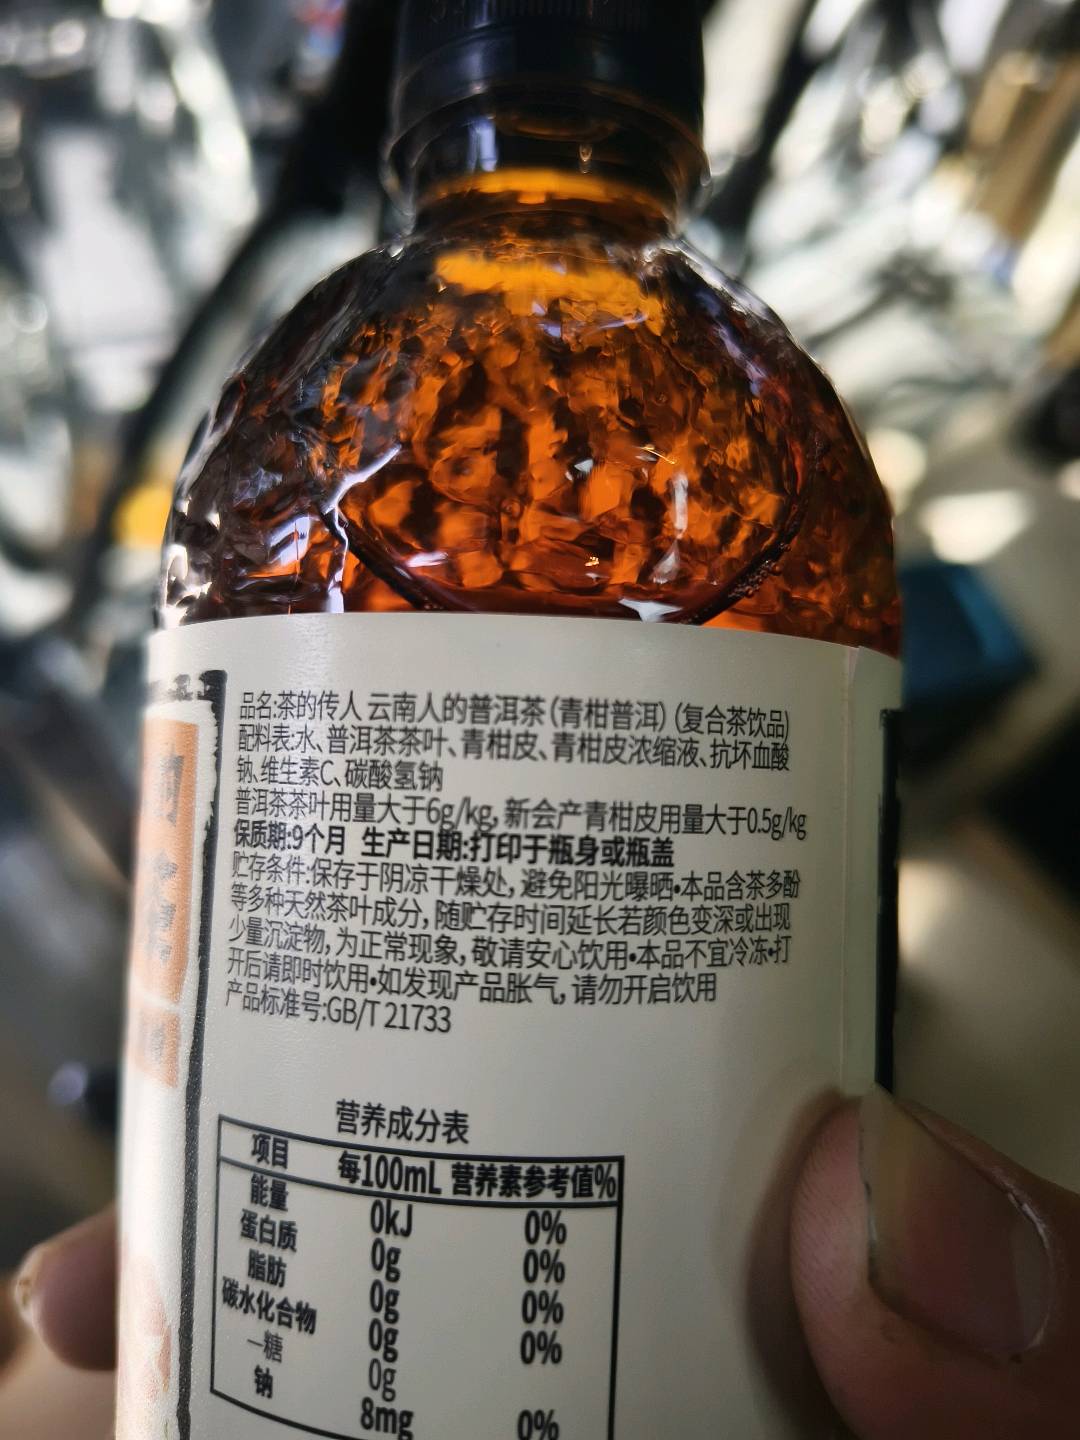 品名:茶的传人 云南人的普洱茶(青柑普洱)(复合茶饮品)
配料表:水、普洱茶茶叶、青柑皮、青柑皮浓缩液、抗坏血酸
钠、维生素C、碳酸氢钠
普洱茶茶叶用量大于6g/kg, 新会产青柑皮用量大于0.5g/kg
保质期:9个月 生产日期:打印于瓶身或瓶盖
贮存条件:保存于阴凉干燥处, 避免阳光曝晒•本品含茶多酚
等多种天然茶叶成分, 随贮存时间延长若颜色变深或出现
少量沉淀物, 为正常现象, 敬请安心饮用•本品不宜冷冻•打
开后请即时饮用•如发现产品胀气, 请勿开启饮用
产品标准号:GB/T 21733
营养成分表
项目 每100mL 营养素参考值%
能量 0kJ 0%
蛋白质 0g 0%
脂肪 0g 0%
碳水化合物 0g 0%
—糖 0g
钠 8mg 0%